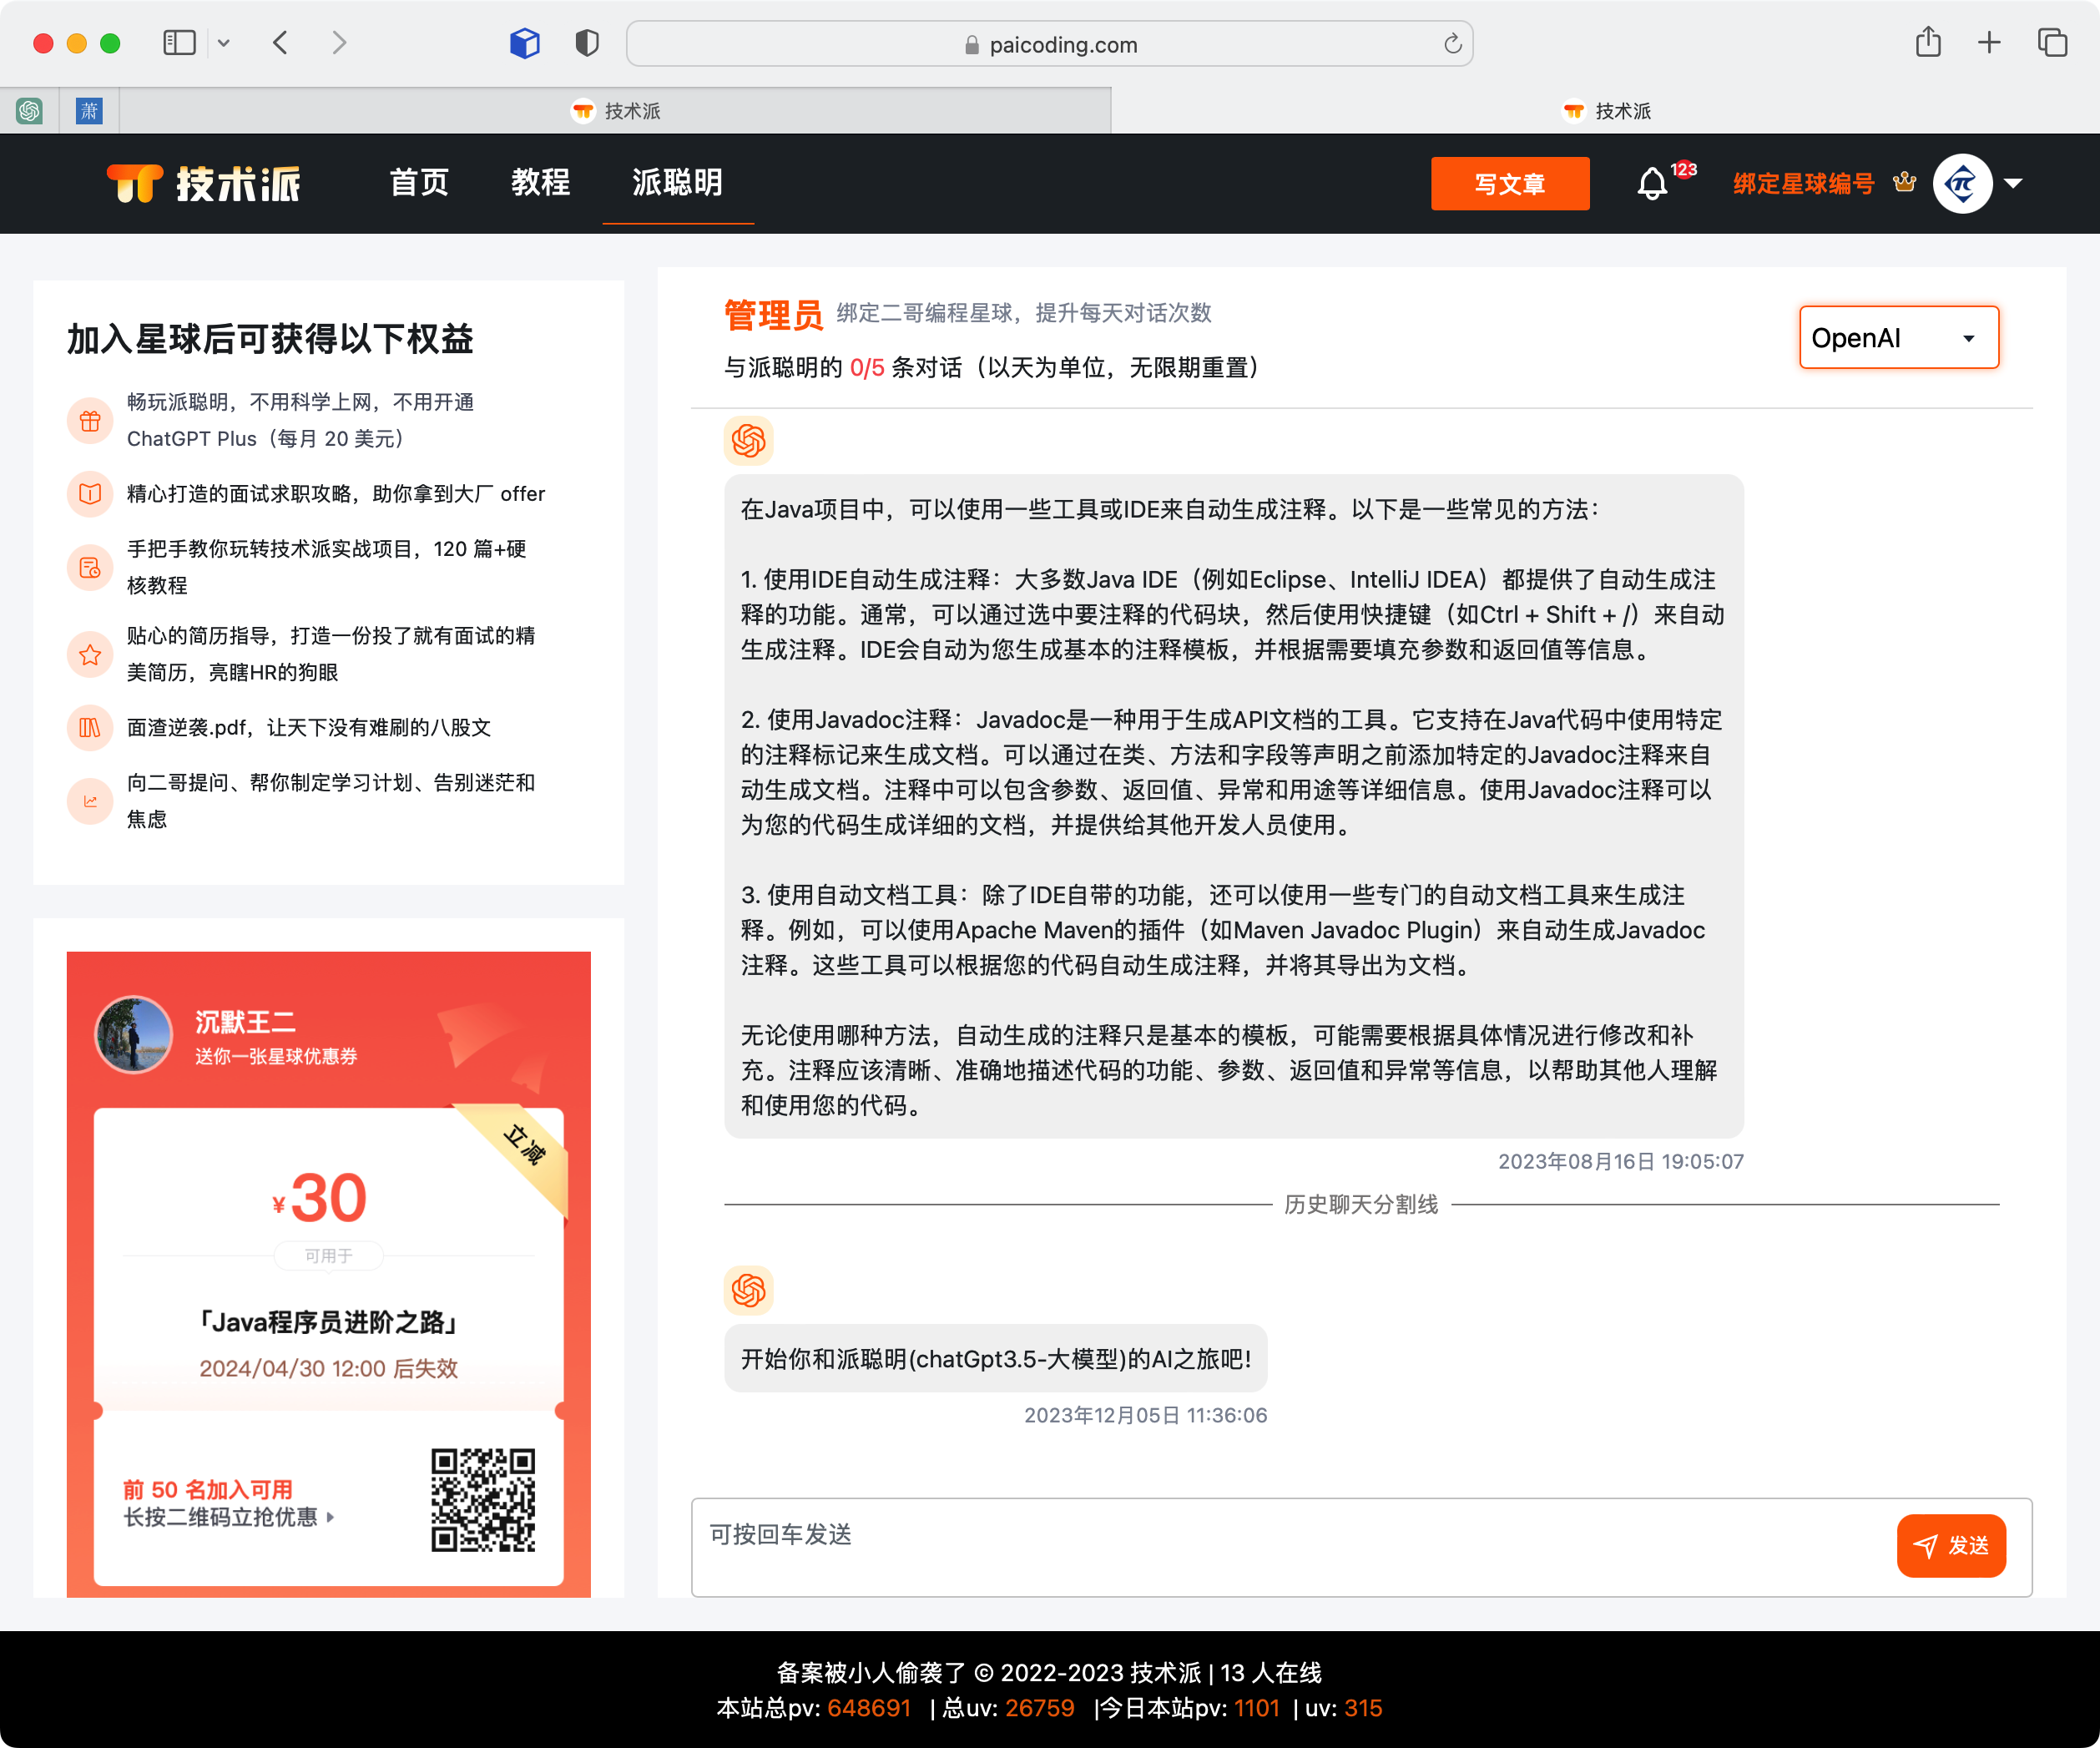 paicoding.com
萧
技术派
技术派
技术派
首页
教程
派聪明
写文章
123
绑定星球编号
加入星球后可获得以下权益
畅玩派聪明，不用科学上网，不用开通
ChatGPT Plus（每月 20 美元）
精心打造的面试求职攻略，助你拿到大厂 offer
手把手教你玩转技术派实战项目，120 篇+硬
核教程
贴心的简历指导，打造一份投了就有面试的精
美简历，亮瞎HR的狗眼
面渣逆袭.pdf，让天下没有难刷的八股文
向二哥提问、帮你制定学习计划、告别迷茫和
焦虑
沉默王二
送你一张星球优惠券
立减
¥30
可用于
「Java程序员进阶之路」
2024/04/30 12:00 后失效
前 50 名加入可用
长按二维码立抢优惠
管理员 绑定二哥编程星球，提升每天对话次数
与派聪明的 0/5 条对话（以天为单位，无限期重置）
OpenAI
在Java项目中，可以使用一些工具或IDE来自动生成注释。以下是一些常见的方法：
1. 使用IDE自动生成注释：大多数Java IDE（例如Eclipse、IntelliJ IDEA）都提供了自动生成注
释的功能。通常，可以通过选中要注释的代码块，然后使用快捷键（如Ctrl + Shift + /）来自动
生成注释。IDE会自动为您生成基本的注释模板，并根据需要填充参数和返回值等信息。
2. 使用Javadoc注释：Javadoc是一种用于生成API文档的工具。它支持在Java代码中使用特定
的注释标记来生成文档。可以通过在类、方法和字段等声明之前添加特定的Javadoc注释来自
动生成文档。注释中可以包含参数、返回值、异常和用途等详细信息。使用Javadoc注释可以
为您的代码生成详细的文档，并提供给其他开发人员使用。
3. 使用自动文档工具：除了IDE自带的功能，还可以使用一些专门的自动文档工具来生成注
释。例如，可以使用Apache Maven的插件（如Maven Javadoc Plugin）来自动生成Javadoc
注释。这些工具可以根据您的代码自动生成注释，并将其导出为文档。
无论使用哪种方法，自动生成的注释只是基本的模板，可能需要根据具体情况进行修改和补
充。注释应该清晰、准确地描述代码的功能、参数、返回值和异常等信息，以帮助其他人理解
和使用您的代码。
2023年08月16日 19:05:07
历史聊天分割线
开始你和派聪明(chatGpt3.5-大模型)的AI之旅吧!
2023年12月05日 11:36:06
可按回车发送
发送
备案被小人偷袭了 © 2022-2023 技术派 | 13 人在线
本站总pv: 648691 | 总uv: 26759 |今日本站pv: 1101 | uv: 315